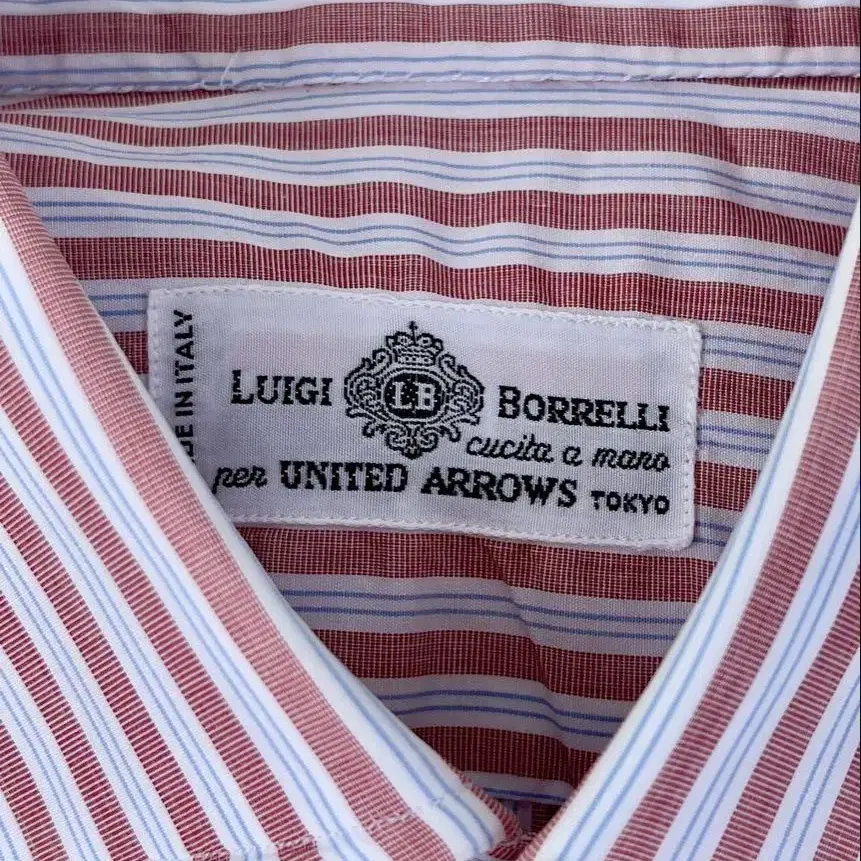 LUIGI LB BORRELLI
cucita a mano
per UNITED ARROWS TOKYO
IN ITALY